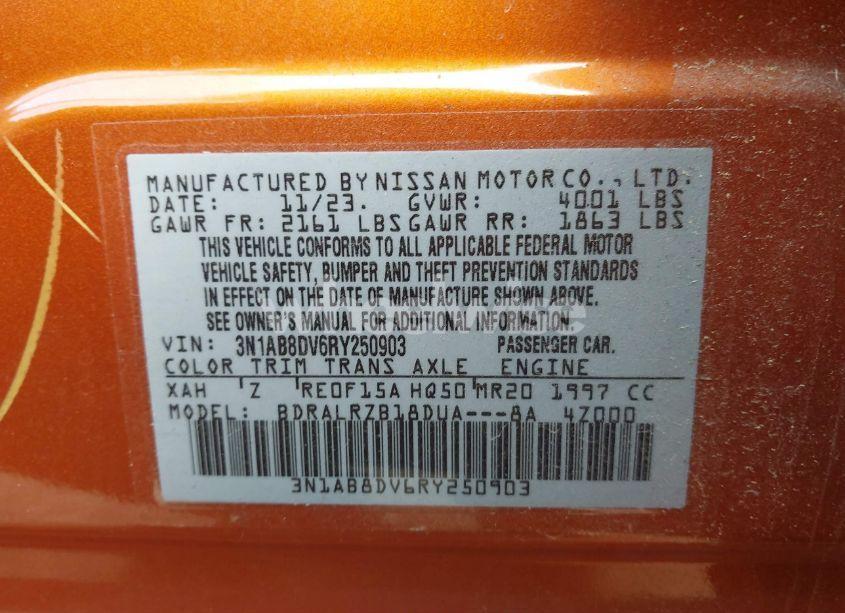 MANUFACTURED BY NISSAN MOTOR CO., LTD.
DATE: 11/23. GVWR: 4001 LBS
GAWR FR: 2161 LBS GAWR RR: 1863 LBS
THIS VEHICLE CONFORMS TO ALL APPLICABLE FEDERAL MOTOR
VEHICLE SAFETY, BUMPER AND THEFT PREVENTION STANDARDS
IN EFFECT ON THE DATE OF MANUFACTURE SHOWN ABOVE.
SEE OWNER'S MANUAL FOR ADDITIONAL INFORMATION.
VIN: 3N1AB8DV6RY250903 PASSENGER CAR.
COLOR TRIM TRANS AXLE ENGINE
XAH Z RE0F15A HQ50 MR20 1997 CC
MODEL: BDRALRZB18DUA---8A 4Z000
3N1AB8DV6RY250903